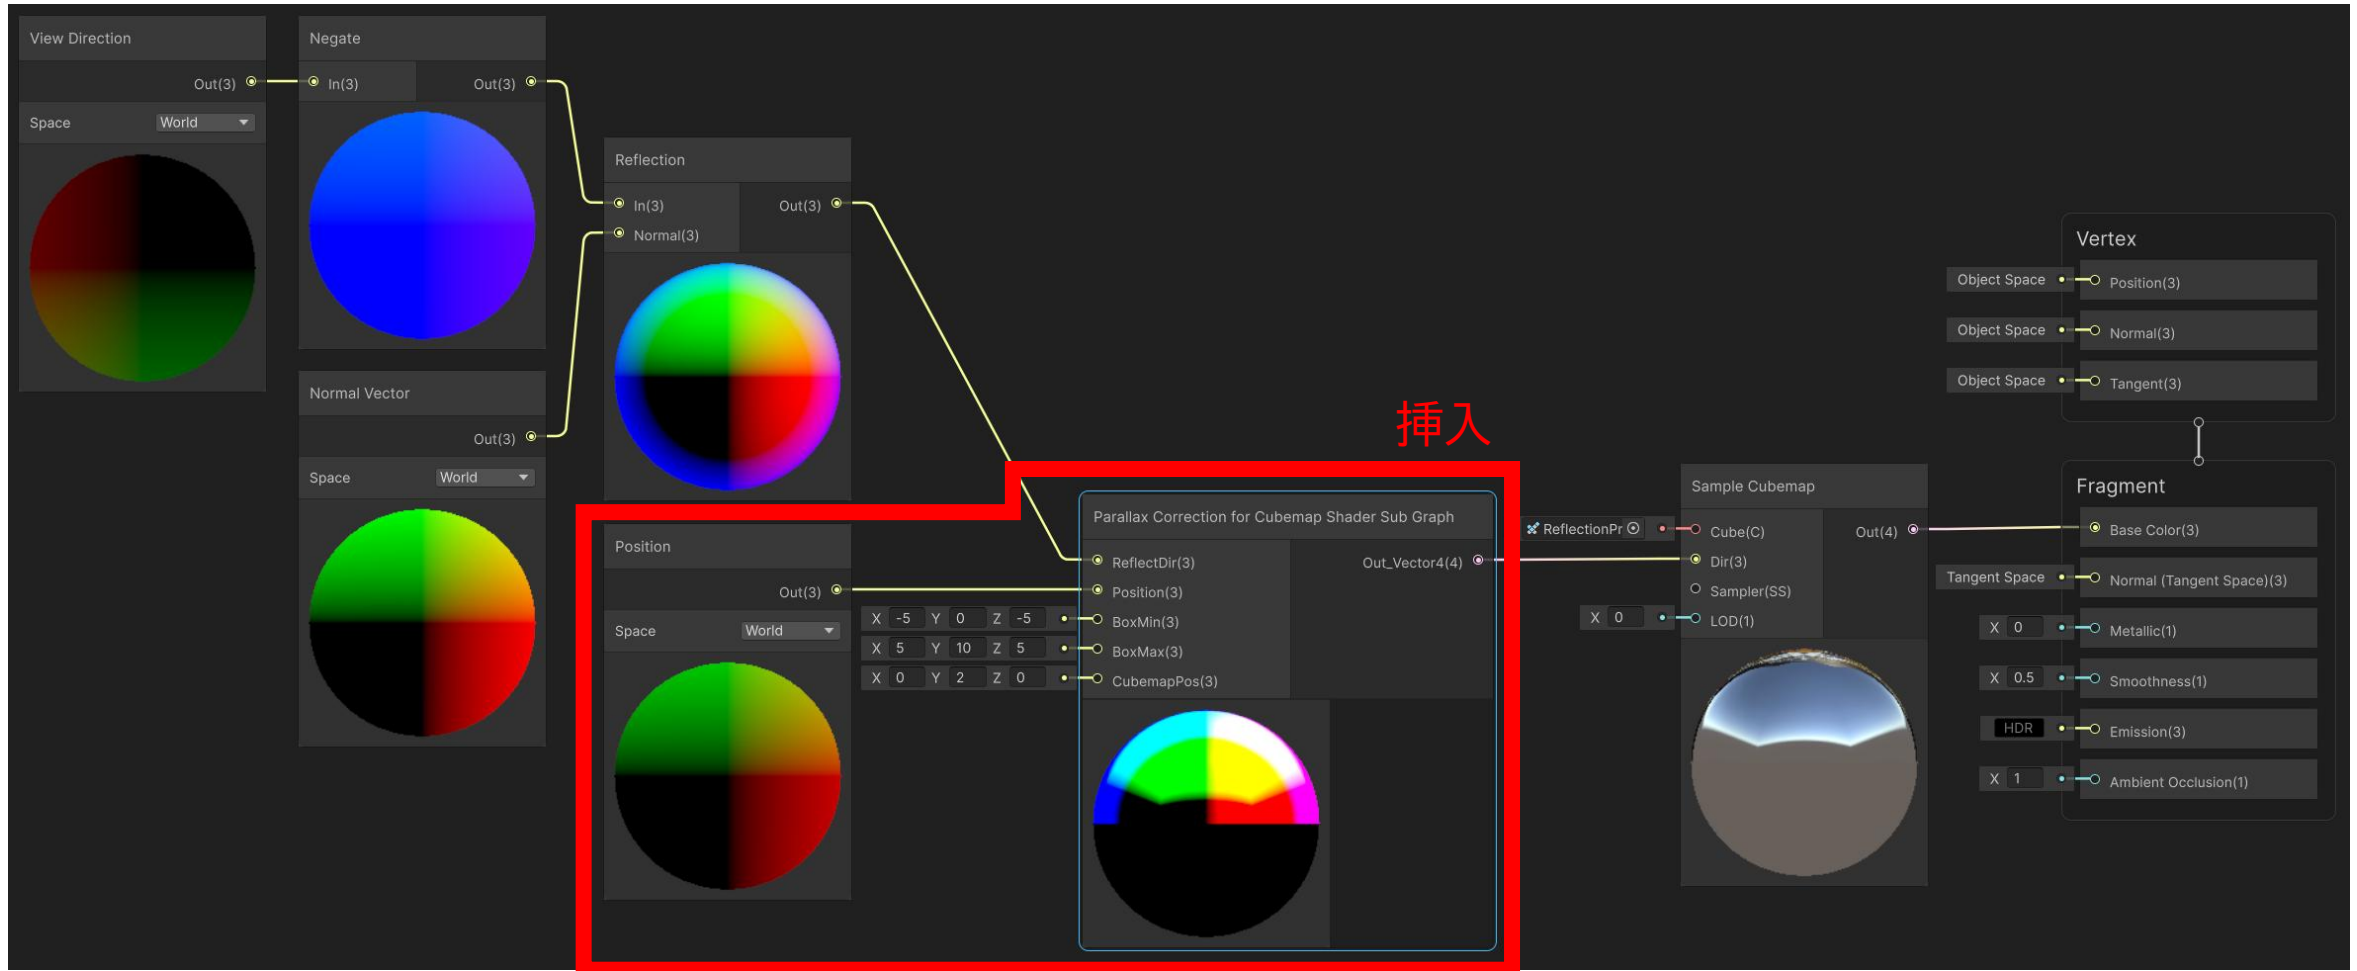 View Direction
Out(3)
Space World
Negate
In(3) Out(3)
Normal Vector
Out(3)
Space World
Reflection
In(3) Out(3)
Normal(3)
挿入
Position
Out(3)
Space World
Parallax Correction for Cubemap Shader Sub Graph
ReflectDir(3) Out_Vector4(4)
Position(3)
X -5 Y 0 Z -5 BoxMin(3)
X 5 Y 10 Z 5 BoxMax(3)
X 0 Y 2 Z 0 CubemapPos(3)
Sample Cubemap
ReflectionPr Cube(C) Out(4)
Dir(3)
Sampler(SS)
X 0 LOD(1)
Vertex
Object Space Position(3)
Object Space Normal(3)
Object Space Tangent(3)
Fragment
Base Color(3)
Tangent Space Normal (Tangent Space)(3)
X 0 Metallic(1)
X 0.5 Smoothness(1)
HDR Emission(3)
X 1 Ambient Occlusion(1)